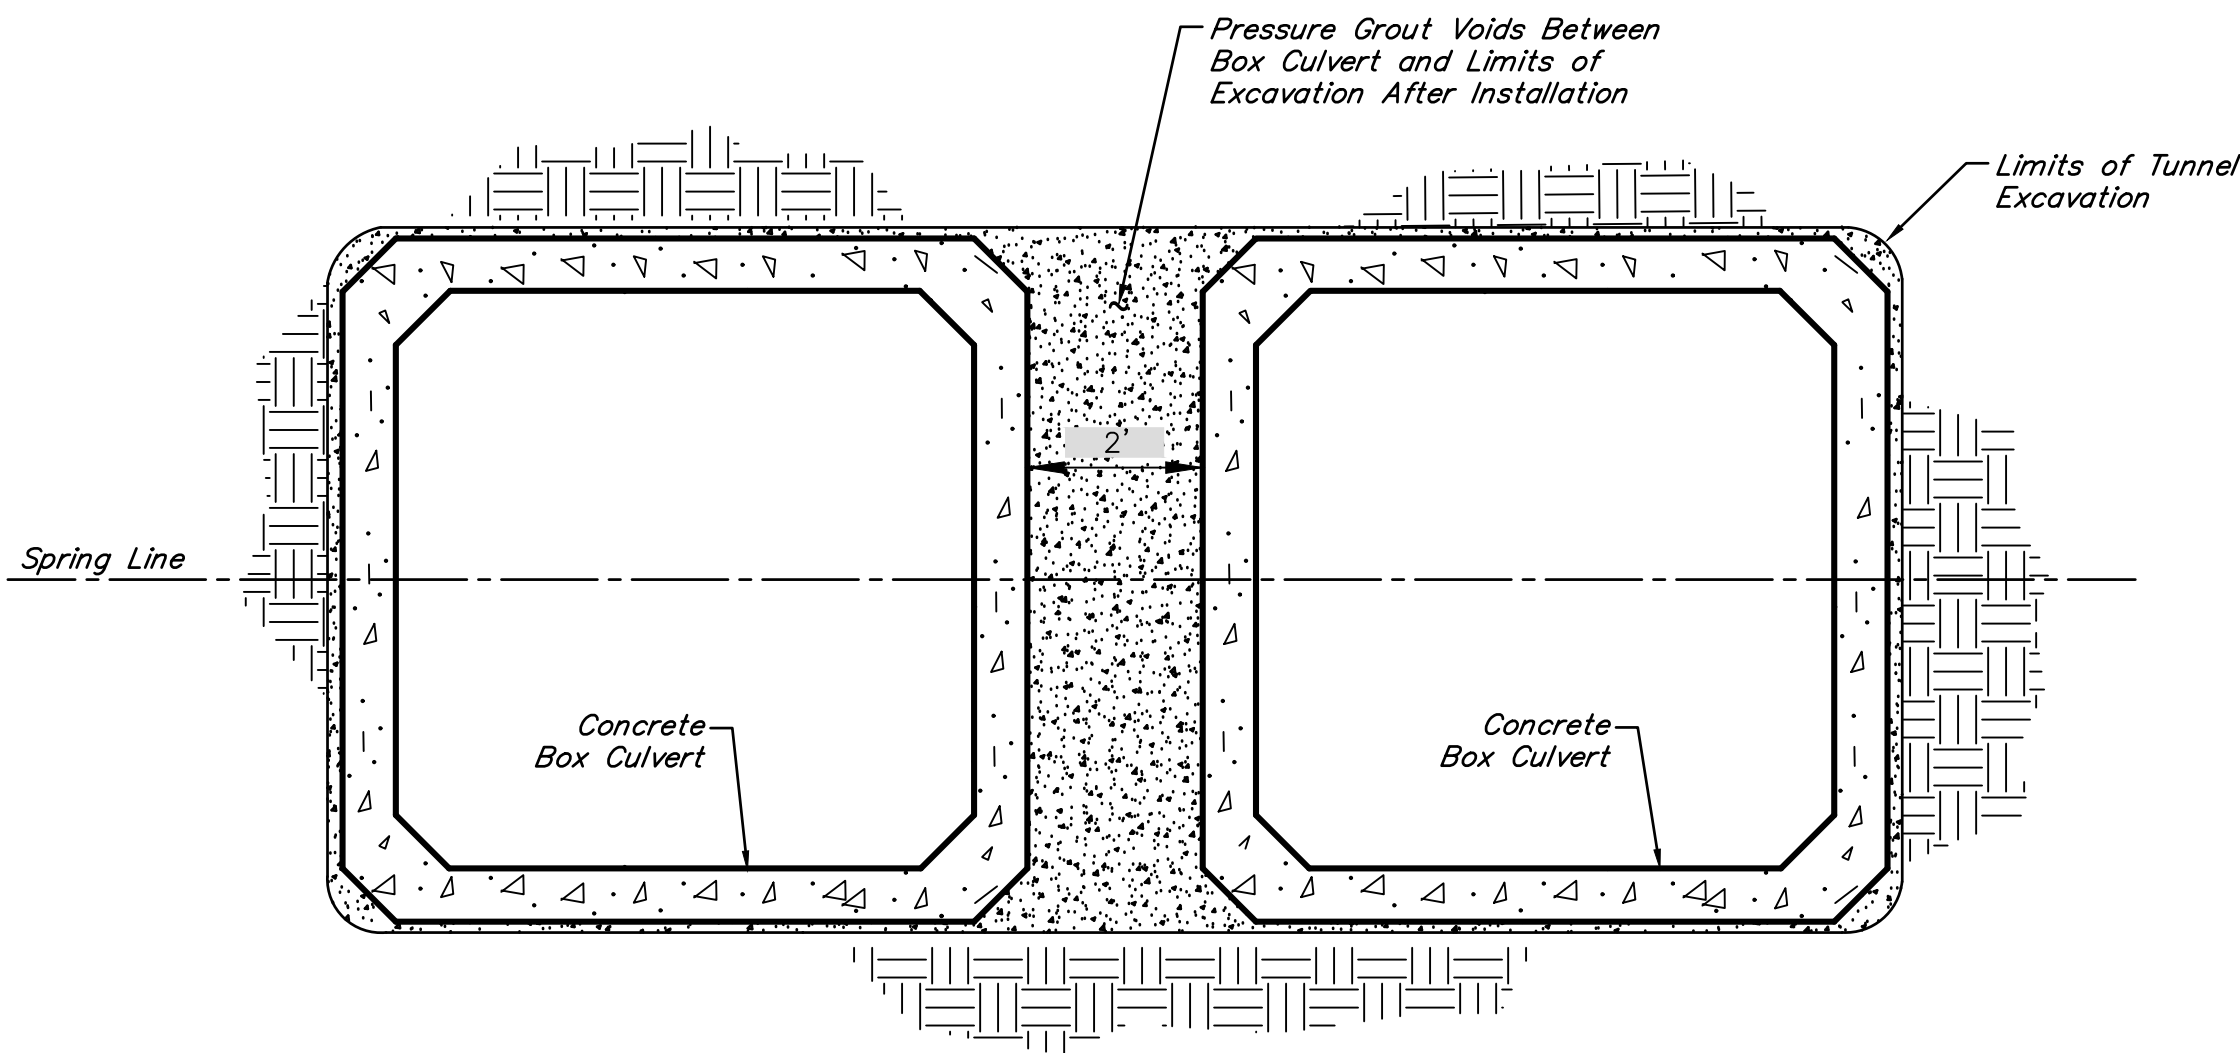 Pressure Grout Voids Between
Box Culvert and Limits of
Excavation After Installation
Limits of Tunnel
Excavation
2'
Spring Line
Concrete
Box Culvert
Concrete
Box Culvert